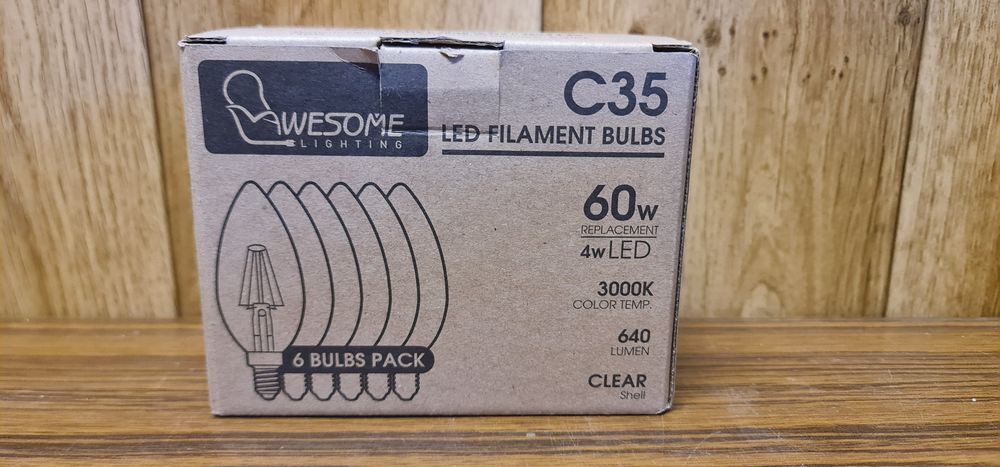 AWESOME
LIGHTING
C35
LED FILAMENT BULBS
60W
REPLACEMENT
4W LED
3000K
COLOR TEMP.
640
LUMEN
CLEAR
Shell
6 BULBS PACK